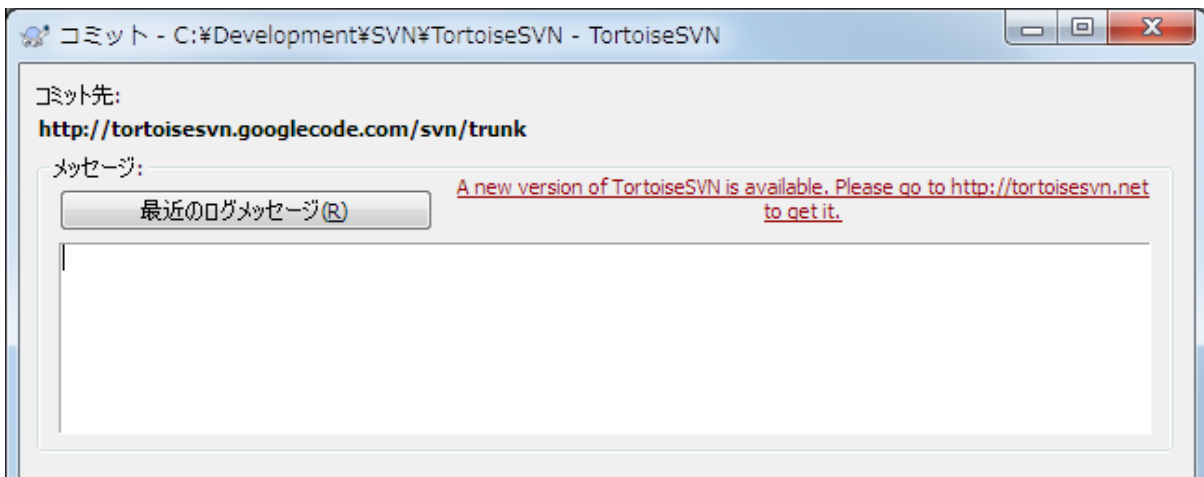 コミット - C:¥Development¥SVN¥TortoiseSVN - TortoiseSVN
コミット先:
http://tortoisesvn.googlecode.com/svn/trunk
メッセージ:
最近のログメッセージ(R)
A new version of TortoiseSVN is available. Please go to http://tortoisesvn.net
to get it.